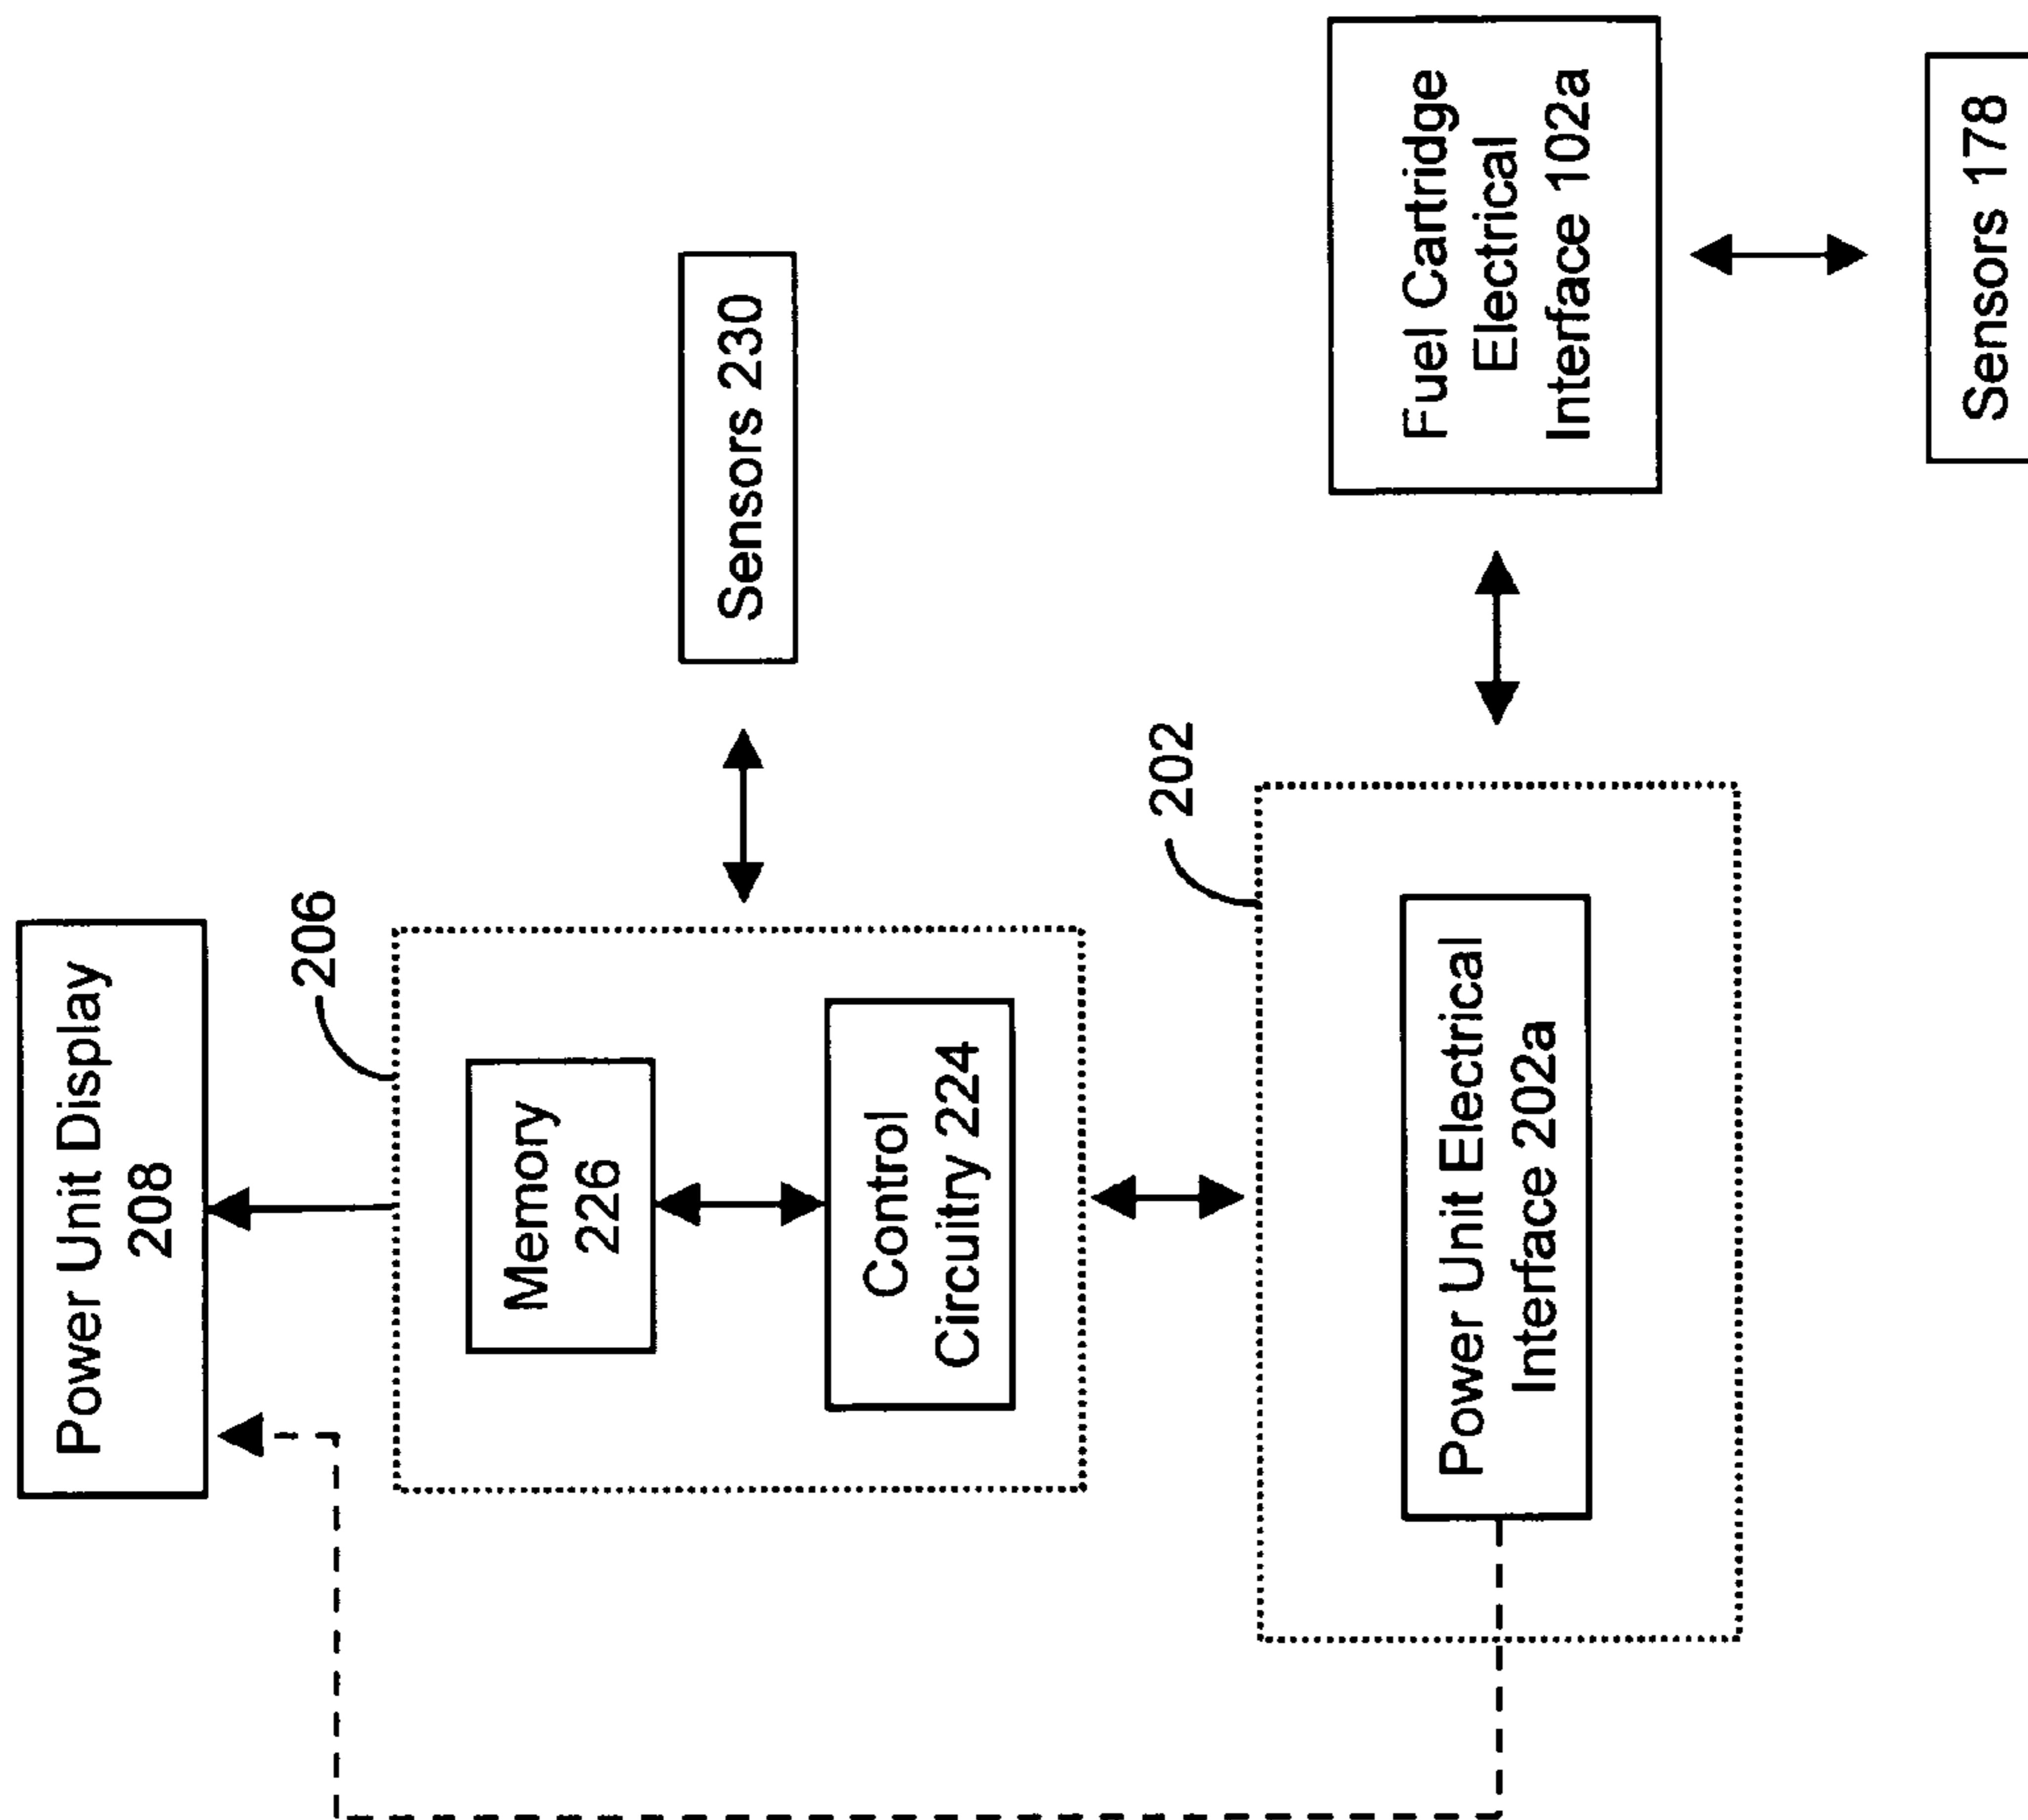 Power Unit Display
208
206
Memory
226
Control
Circuitry 224
Sensors 230
202
Power Unit Electrical
Interface 202a
Fuel Cartridge
Electrical
Interface 102a
Sensors 178